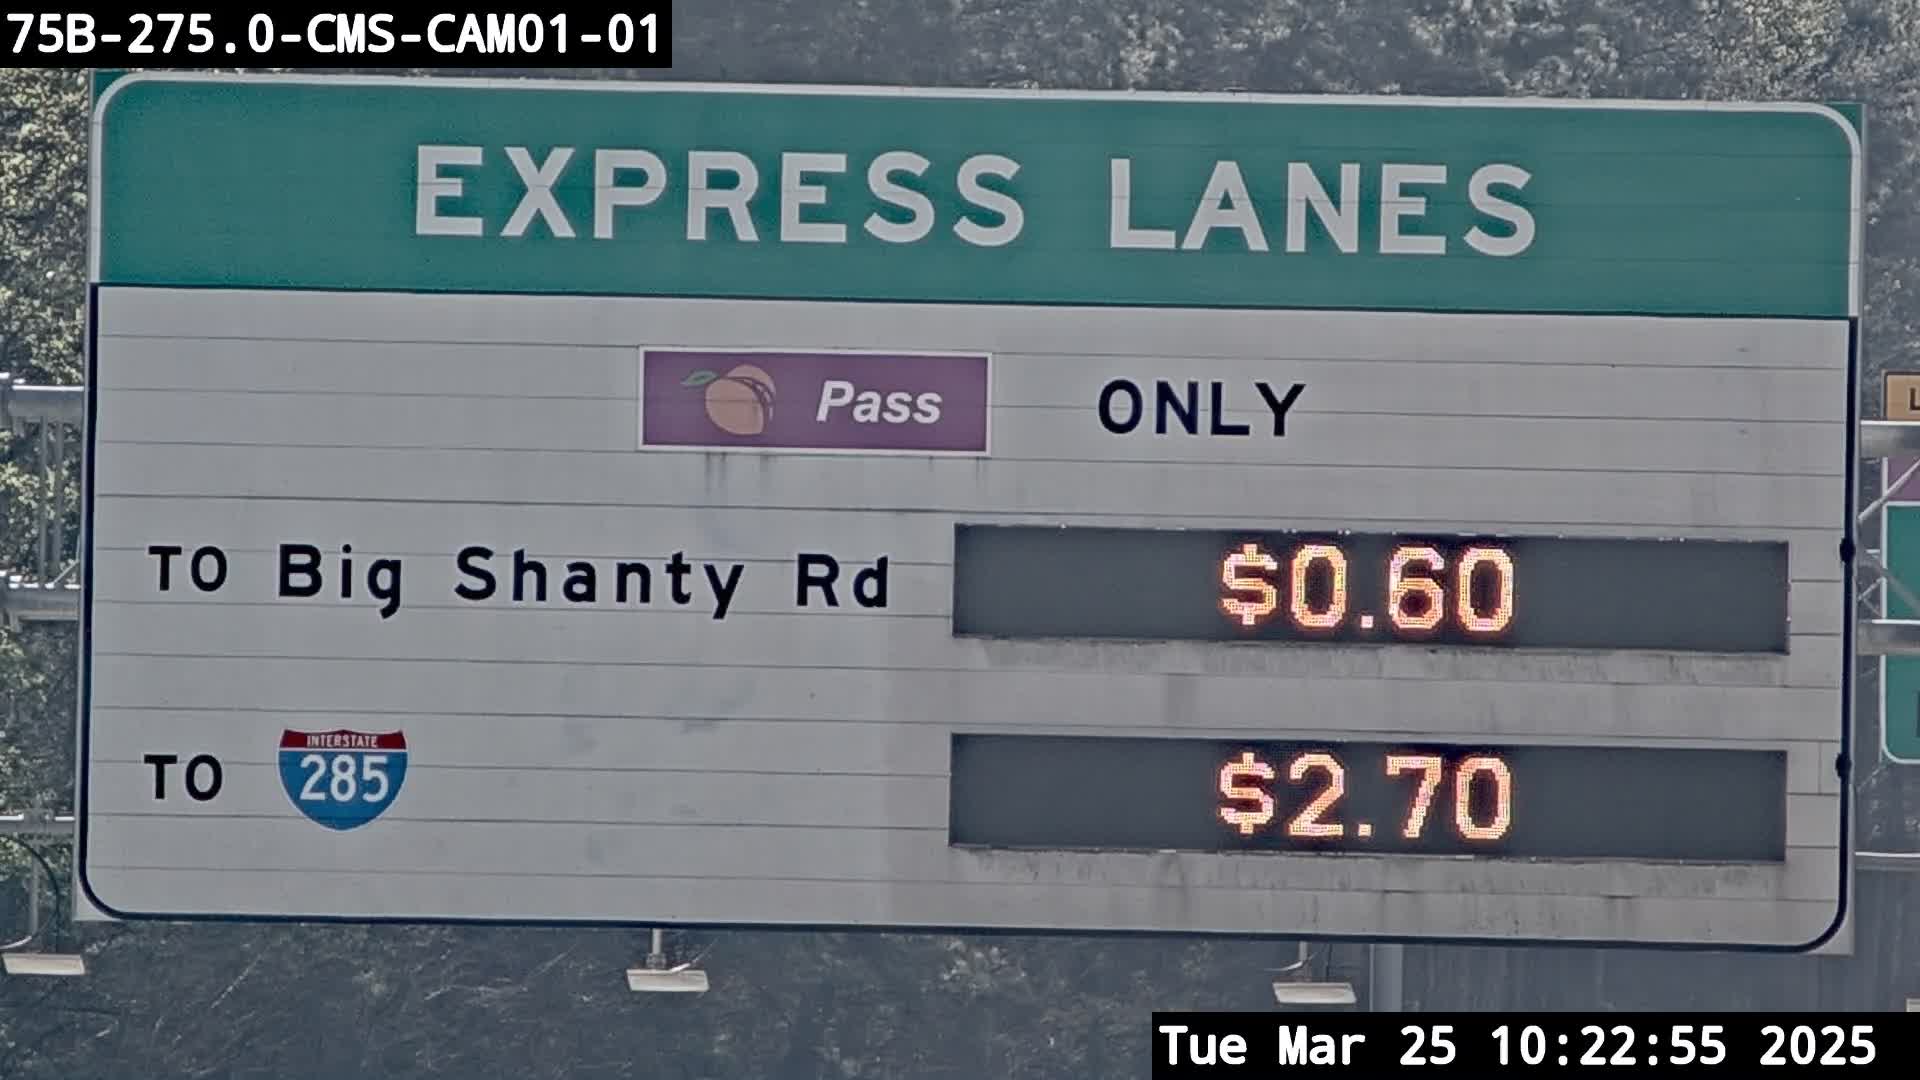 75B-275.0-CMS-CAM01-01
EXPRESS LANES
Pass ONLY
TO Big Shanty Rd $0.60
TO INTERSTATE 285 $2.70
Tue Mar 25 10:22:55 2025